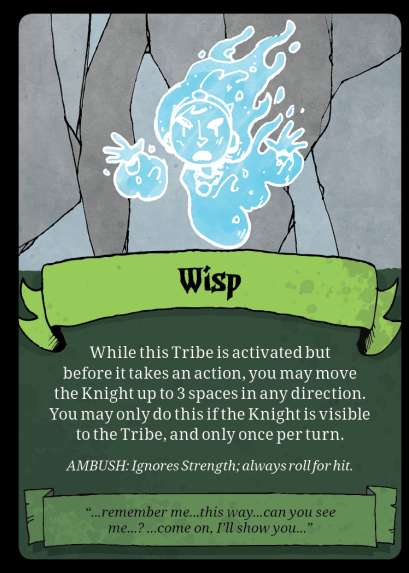 Wisp
While this Tribe is activated but
before it takes an action, you may move
the Knight up to 3 spaces in any direction.
You may only do this if the Knight is visible
to the Tribe, and only once per turn.
AMBUSH: Ignores Strength; always roll for hit.
“...remember me...this way...can you see
me...? ...come on, I’ll show you...”